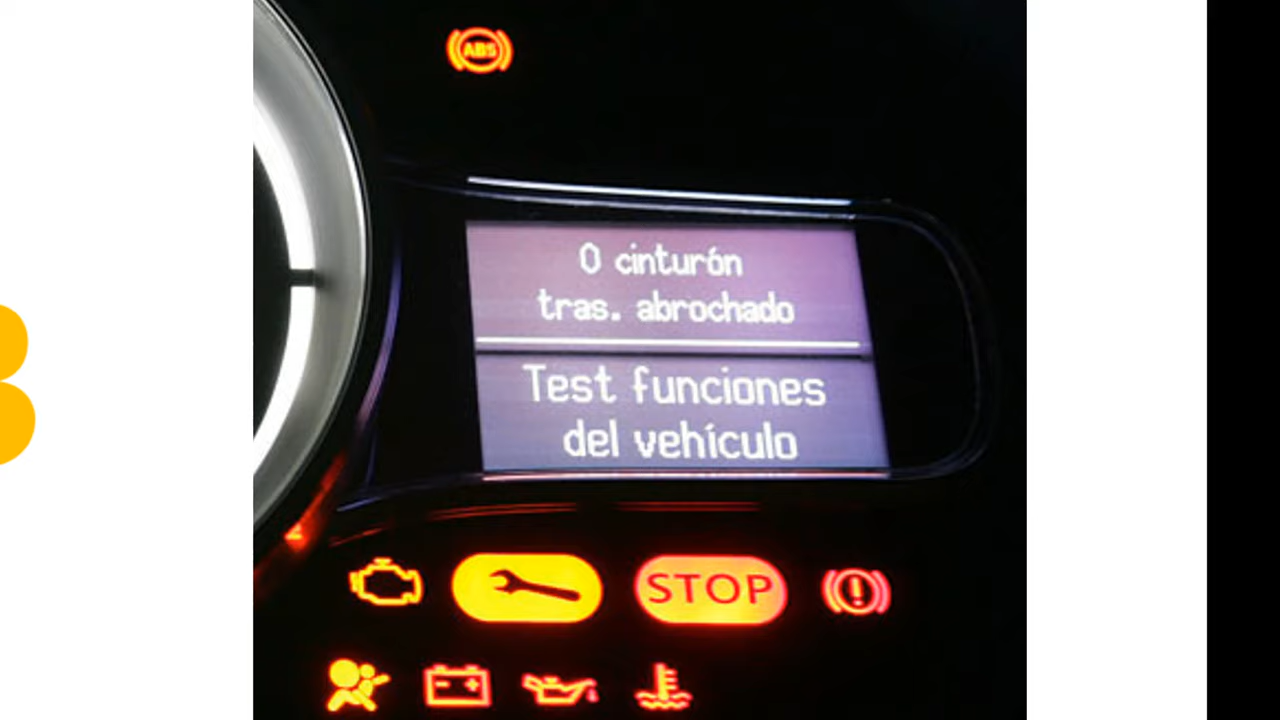 ABS
0 cinturón
tras. abrochado
Test funciones
del vehículo
STOP